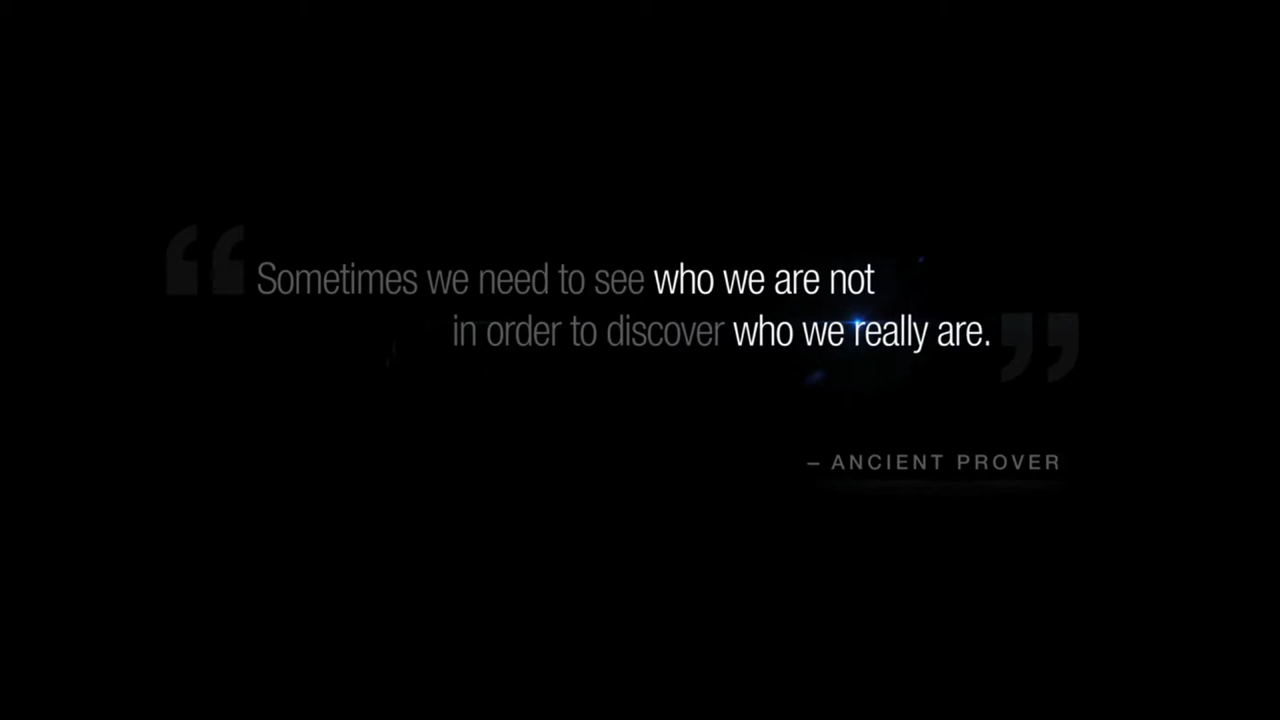 “Sometimes we need to see who we are not
in order to discover who we really are.”
– ANCIENT PROVER